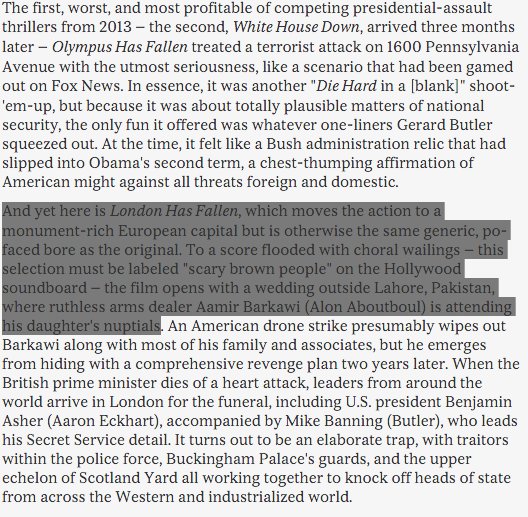 The first, worst, and most profitable of competing presidential-assault
thrillers from 2013 – the second, White House Down, arrived three months
later – Olympus Has Fallen treated a terrorist attack on 1600 Pennsylvania
Avenue with the utmost seriousness, like a scenario that had been gamed
out on Fox News. In essence, it was another "Die Hard in a [blank]" shoot-
'em-up, but because it was about totally plausible matters of national
security, the only fun it offered was whatever one-liners Gerard Butler
squeezed out. At the time, it felt like a Bush administration relic that had
slipped into Obama's second term, a chest-thumping affirmation of
American might against all threats foreign and domestic.
And yet here is London Has Fallen, which moves the action to a
monument-rich European capital but is otherwise the same generic, po-
faced bore as the original. To a score flooded with choral wailings – this
selection must be labeled "scary brown people" on the Hollywood
soundboard – the film opens with a wedding outside Lahore, Pakistan,
where ruthless arms dealer Aamir Barkawi (Alon Aboutboul) is attending
his daughter's nuptials. An American drone strike presumably wipes out
Barkawi along with most of his family and associates, but he emerges
from hiding with a comprehensive revenge plan two years later. When the
British prime minister dies of a heart attack, leaders from around the
world arrive in London for the funeral, including U.S. president Benjamin
Asher (Aaron Eckhart), accompanied by Mike Banning (Butler), who leads
his Secret Service detail. It turns out to be an elaborate trap, with traitors
within the police force, Buckingham Palace's guards, and the upper
echelon of Scotland Yard all working together to knock off heads of state
from across the Western and industrialized world.